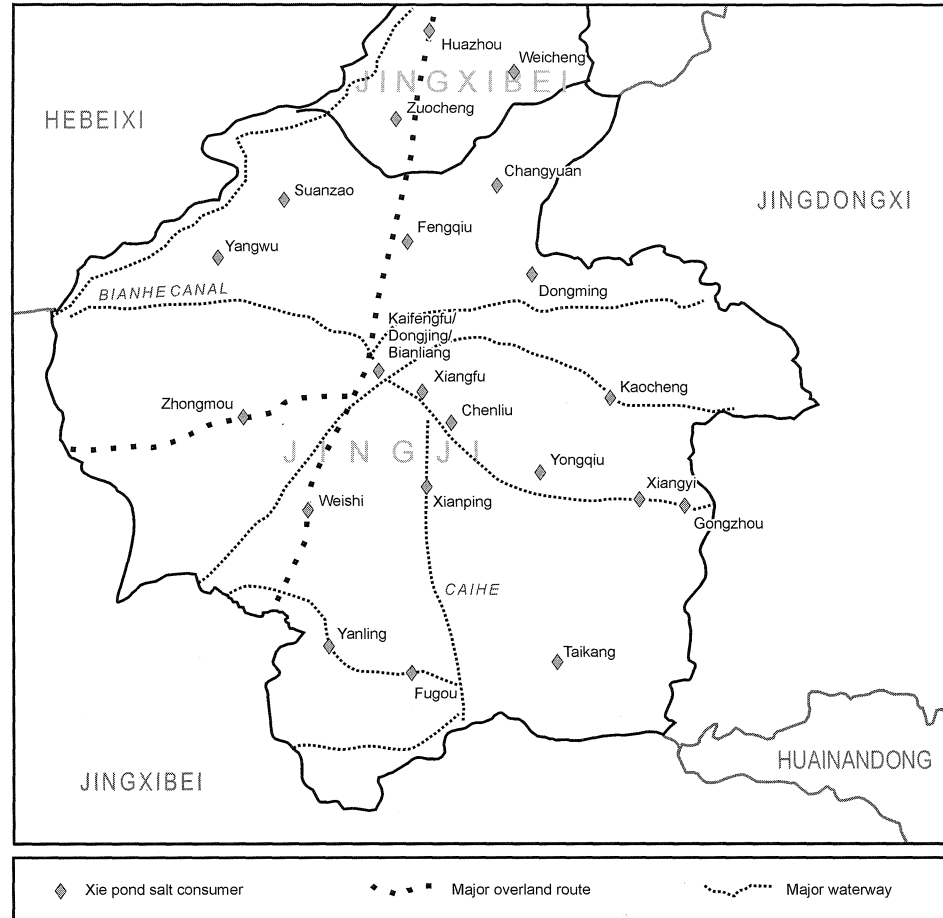 Huazhou
Weicheng
JINGXIBEI
Zuocheng
HEBEIXI
Changyuan
Suanzao
JINGDONGXI
Fengqiu
Yangwu
Dongming
BIANHE CANAL
Kaifengfu/
Dongjing/
Bianliang
Xiangfu
Kaocheng
Zhongmou
Chenliu
JINGJI
Yongqiu
Xiangyi
Weishi
Xianping
Gongzhou
CAIHE
Yanling
Taikang
Fugou
HUAINANDONG
JINGXIBEI
Xie pond salt consumer
Major overland route
Major waterway